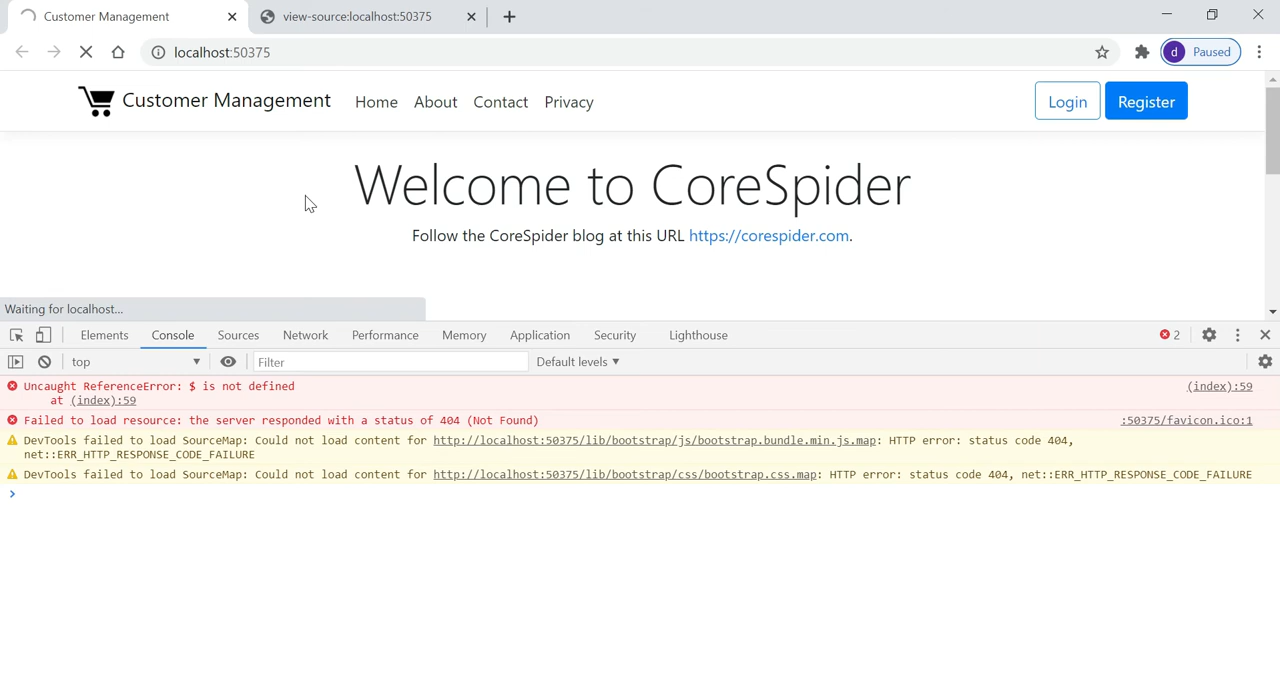 Customer Management
view-source:localhost:50375
localhost:50375
d Paused
Customer Management Home About Contact Privacy Login Register
Welcome to CoreSpider
Follow the CoreSpider blog at this URL https://corespider.com.
Waiting for localhost...
Elements Console Sources Network Performance Memory Application Security Lighthouse 2
top Filter Default levels
Uncaught ReferenceError: $ is not defined (index):59
at (index):59
Failed to load resource: the server responded with a status of 404 (Not Found) :50375/favicon.ico:1
DevTools failed to load SourceMap: Could not load content for http://localhost:50375/lib/bootstrap/js/bootstrap.bundle.min.js.map: HTTP error: status code 404,
net::ERR_HTTP_RESPONSE_CODE_FAILURE
DevTools failed to load SourceMap: Could not load content for http://localhost:50375/lib/bootstrap/css/bootstrap.css.map: HTTP error: status code 404, net::ERR_HTTP_RESPONSE_CODE_FAILURE